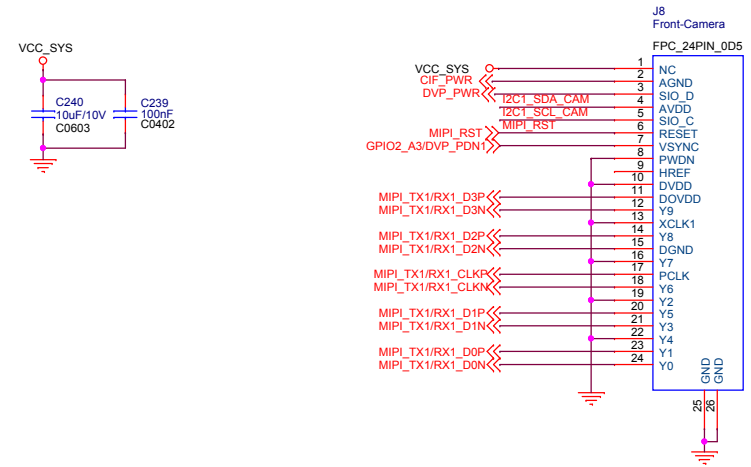 J8
Front-Camera
FPC_24PIN_0D5
VCC_SYS
C240
10uF/10V
C0603
C239
100nF
C0402
VCC_SYS 1 NC
CIF_PWR 2 AGND
DVP_PWR 3 SIO_D
I2C1_SDA_CAM 4 AVDD
I2C1_SCL_CAM 5 SIO_C
MIPI_RST MIPI_RST 6 RESET
GPIO2_A3/DVP_PDN1 7 VSYNC
8 PWDN
9 HREF
10 DVDD
MIPI_TX1/RX1_D3P 11 DOVDD
MIPI_TX1/RX1_D3N 12 Y9
13 XCLK1
MIPI_TX1/RX1_D2P 14 Y8
MIPI_TX1/RX1_D2N 15 DGND
16 Y7
MIPI_TX1/RX1_CLKP 17 PCLK
MIPI_TX1/RX1_CLKN 18 Y6
19 Y2
MIPI_TX1/RX1_D1P 20 Y5
MIPI_TX1/RX1_D1N 21 Y3
22 Y4
MIPI_TX1/RX1_D0P 23 Y1
MIPI_TX1/RX1_D0N 24 Y0
GND
GND
25
26